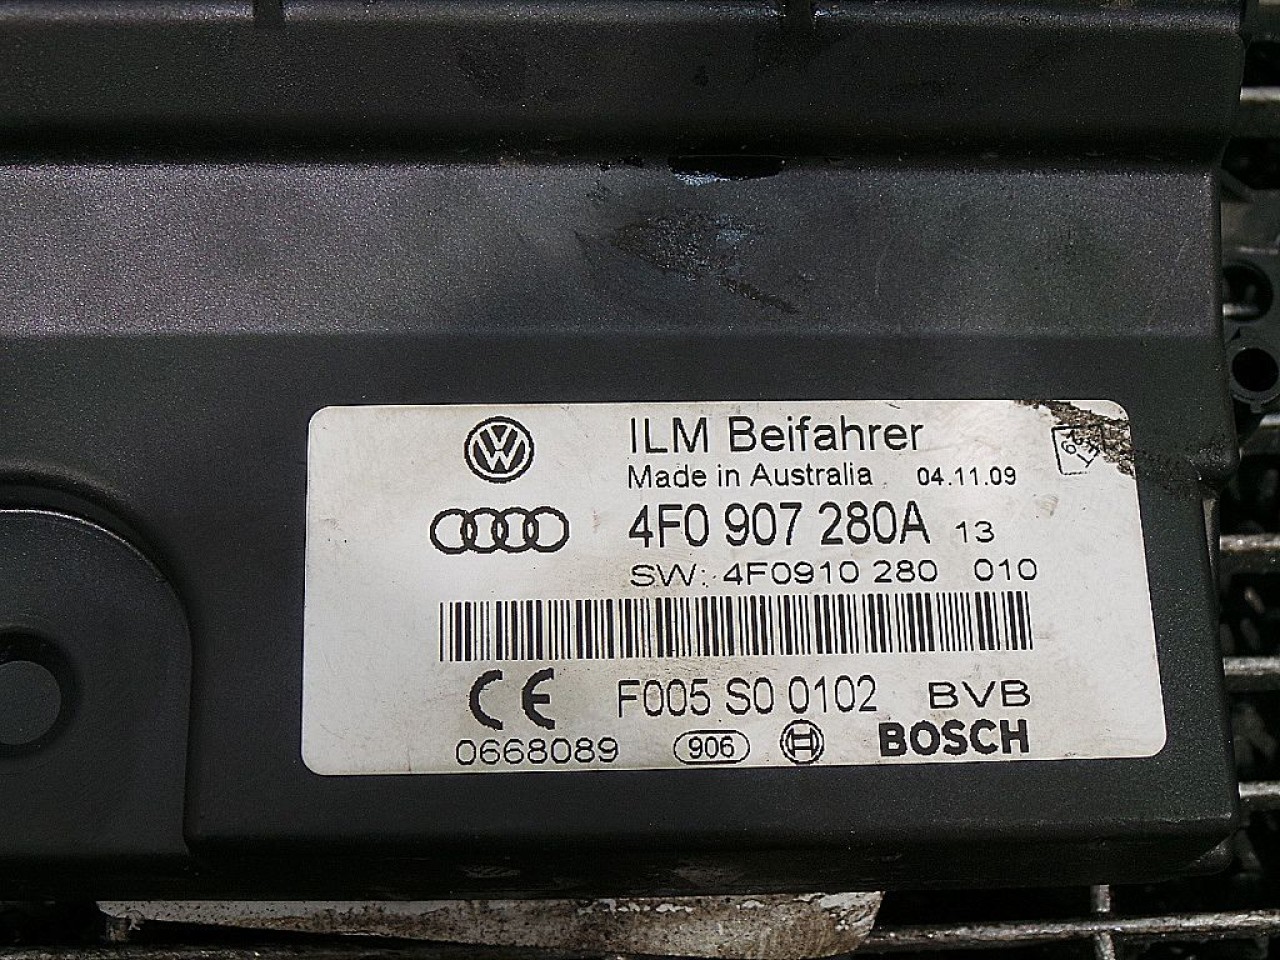 ILM Beifahrer
Made in Australia 04.11.09
4F0 907 280A 13
SW: 4F0910 280 010
CE F005 S0 0102 BVB
0668089 906 BOSCH